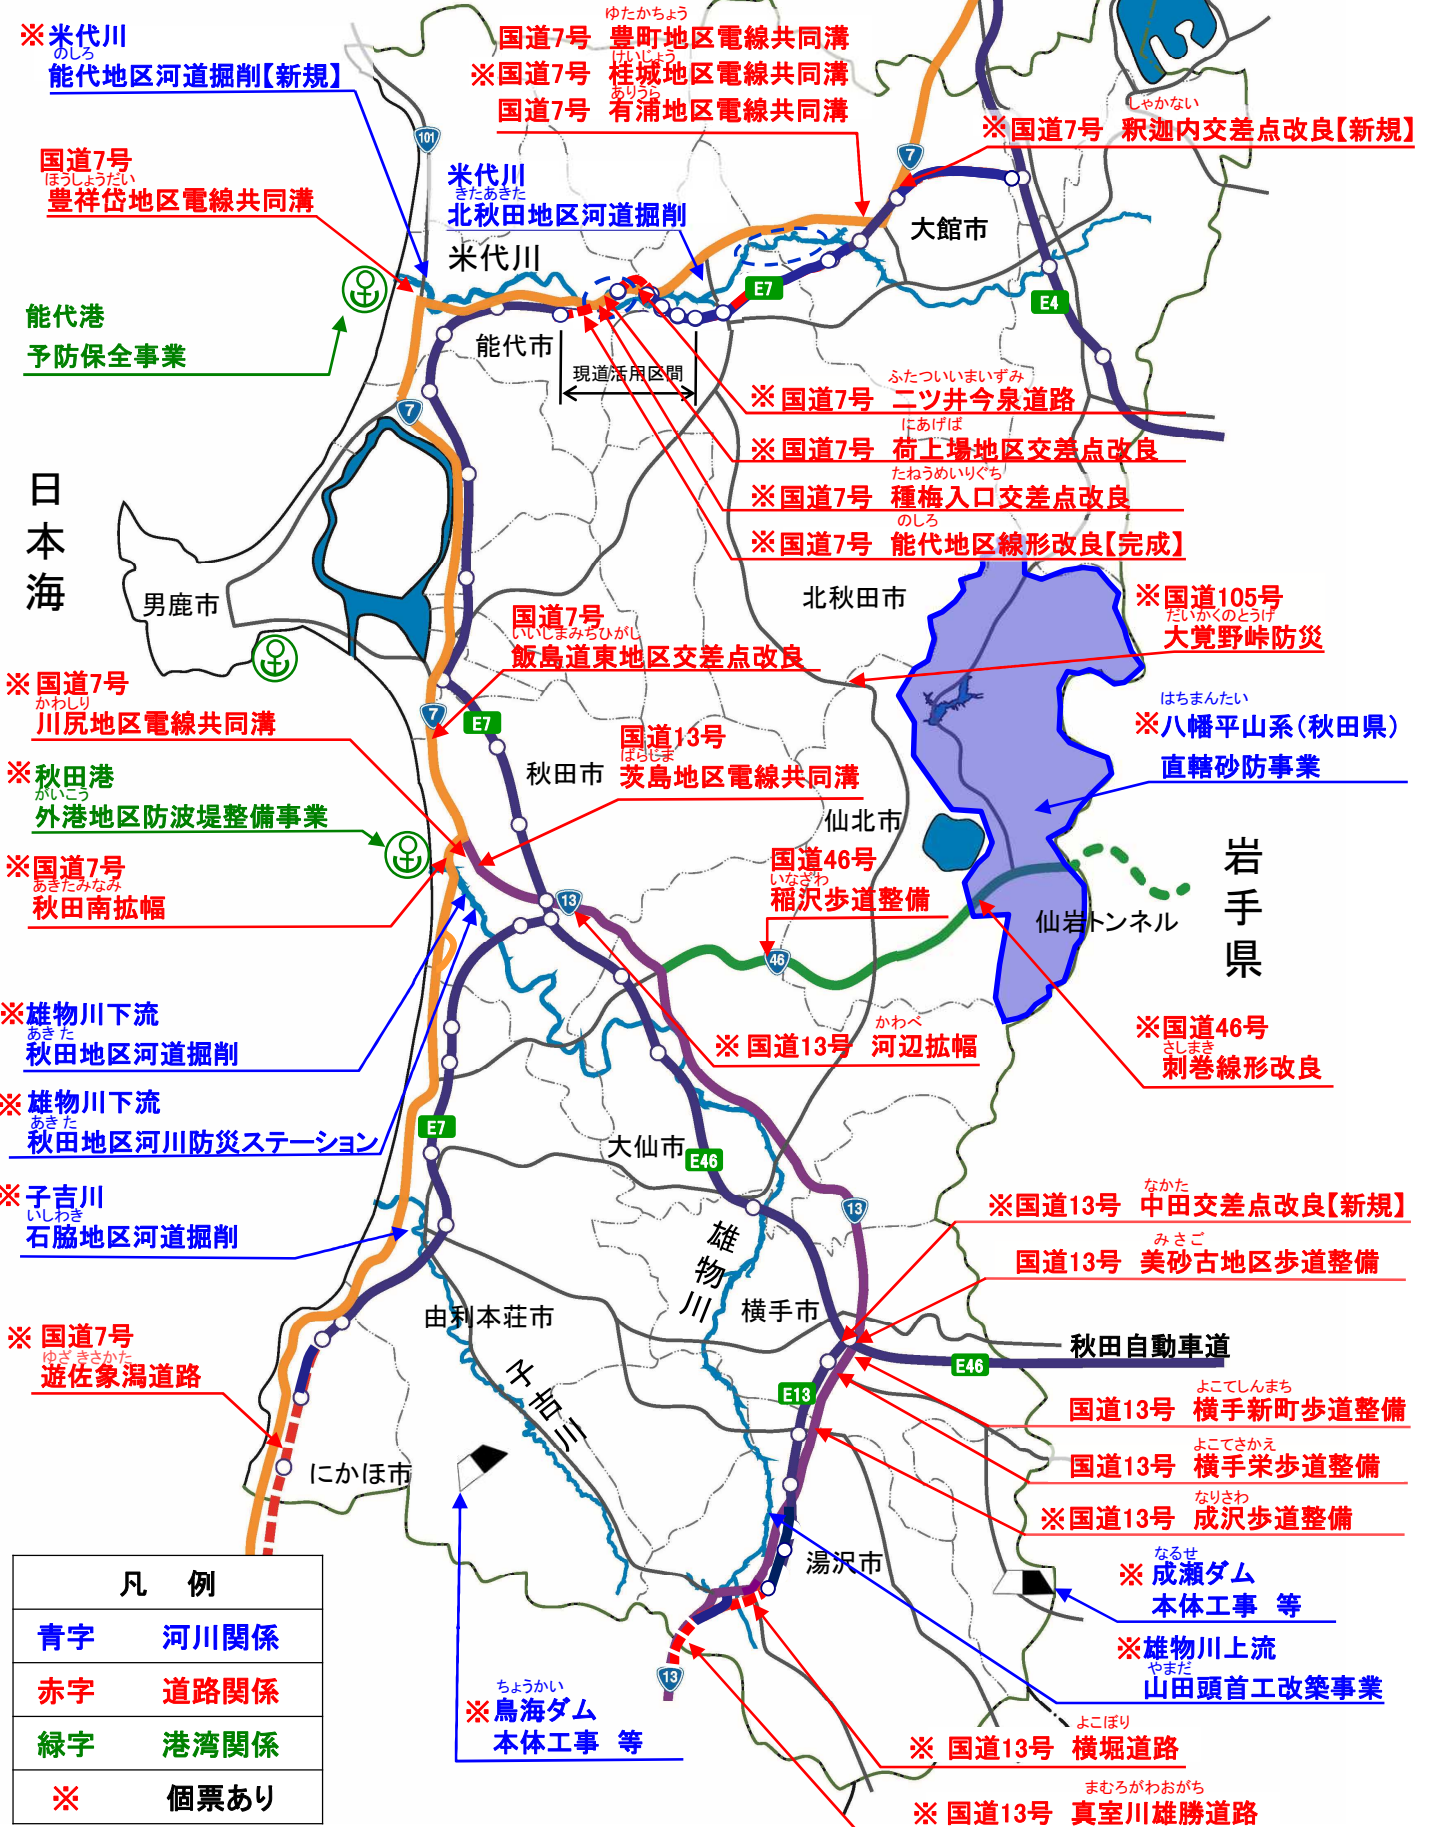 ※米代川
のしろ
能代地区河道掘削【新規】
ゆたかちょう
国道7号 豊町地区電線共同溝
けいじょう
※国道7号 桂城地区電線共同溝
ありうら
国道7号 有浦地区電線共同溝
しゃかない
※国道7号 釈迦内交差点改良【新規】
101
7
国道7号
ほうしょうだい
豊祥岱地区電線共同溝
米代川
きたあきた
北秋田地区河道掘削
大館市
米代川
E7
E4
能代港
予防保全事業
能代市
現道活用区間
7
ふたついいまいずみ
※国道7号 二ツ井今泉道路
にあげば
※国道7号 荷上場地区交差点改良
たねうめいりぐち
※国道7号 種梅入口交差点改良
のしろ
※国道7号 能代地区線形改良【完成】
日本海
男鹿市
北秋田市
※国道105号
だいかくのとうげ
大覚野峠防災
国道7号
いいじまみちひがし
飯島道東地区交差点改良
※国道7号
かわしり
川尻地区電線共同溝
7
E7
はちまんたい
※八幡平山系(秋田県)
直轄砂防事業
国道13号
ばらじま
茨島地区電線共同溝
秋田市
※秋田港
がいこう
外港地区防波堤整備事業
仙北市
岩手県
※国道7号
あきたみなみ
秋田南拡幅
国道46号
いなざわ
稲沢歩道整備
13
46
仙岩トンネル
※雄物川下流
あきた
秋田地区河道掘削
かわべ
※国道13号 河辺拡幅
※国道46号
さしまき
刺巻線形改良
※雄物川下流
あきた
秋田地区河川防災ステーション
E7
大仙市
E46
※子吉川
いしわき
石脇地区河道掘削
13
なかた
※国道13号 中田交差点改良【新規】
みさご
国道13号 美砂古地区歩道整備
雄物川
横手市
由利本荘市
※国道7号
ゆざ きさかた
遊佐象潟道路
秋田自動車道
E46
子吉川
E13
よこてしんまち
国道13号 横手新町歩道整備
よこてさかえ
国道13号 横手栄歩道整備
なりさわ
※国道13号 成沢歩道整備
にかほ市
湯沢市
なるせ
※成瀬ダム
本体工事 等
※雄物川上流
やまだ
山田頭首工改築事業
13
ちょうかい
※鳥海ダム
本体工事 等
よこぼり
※国道13号 横堀道路
まむろがわおがち
※国道13号 真室川雄勝道路
凡 例
青字 河川関係
赤字 道路関係
緑字 港湾関係
※ 個票あり